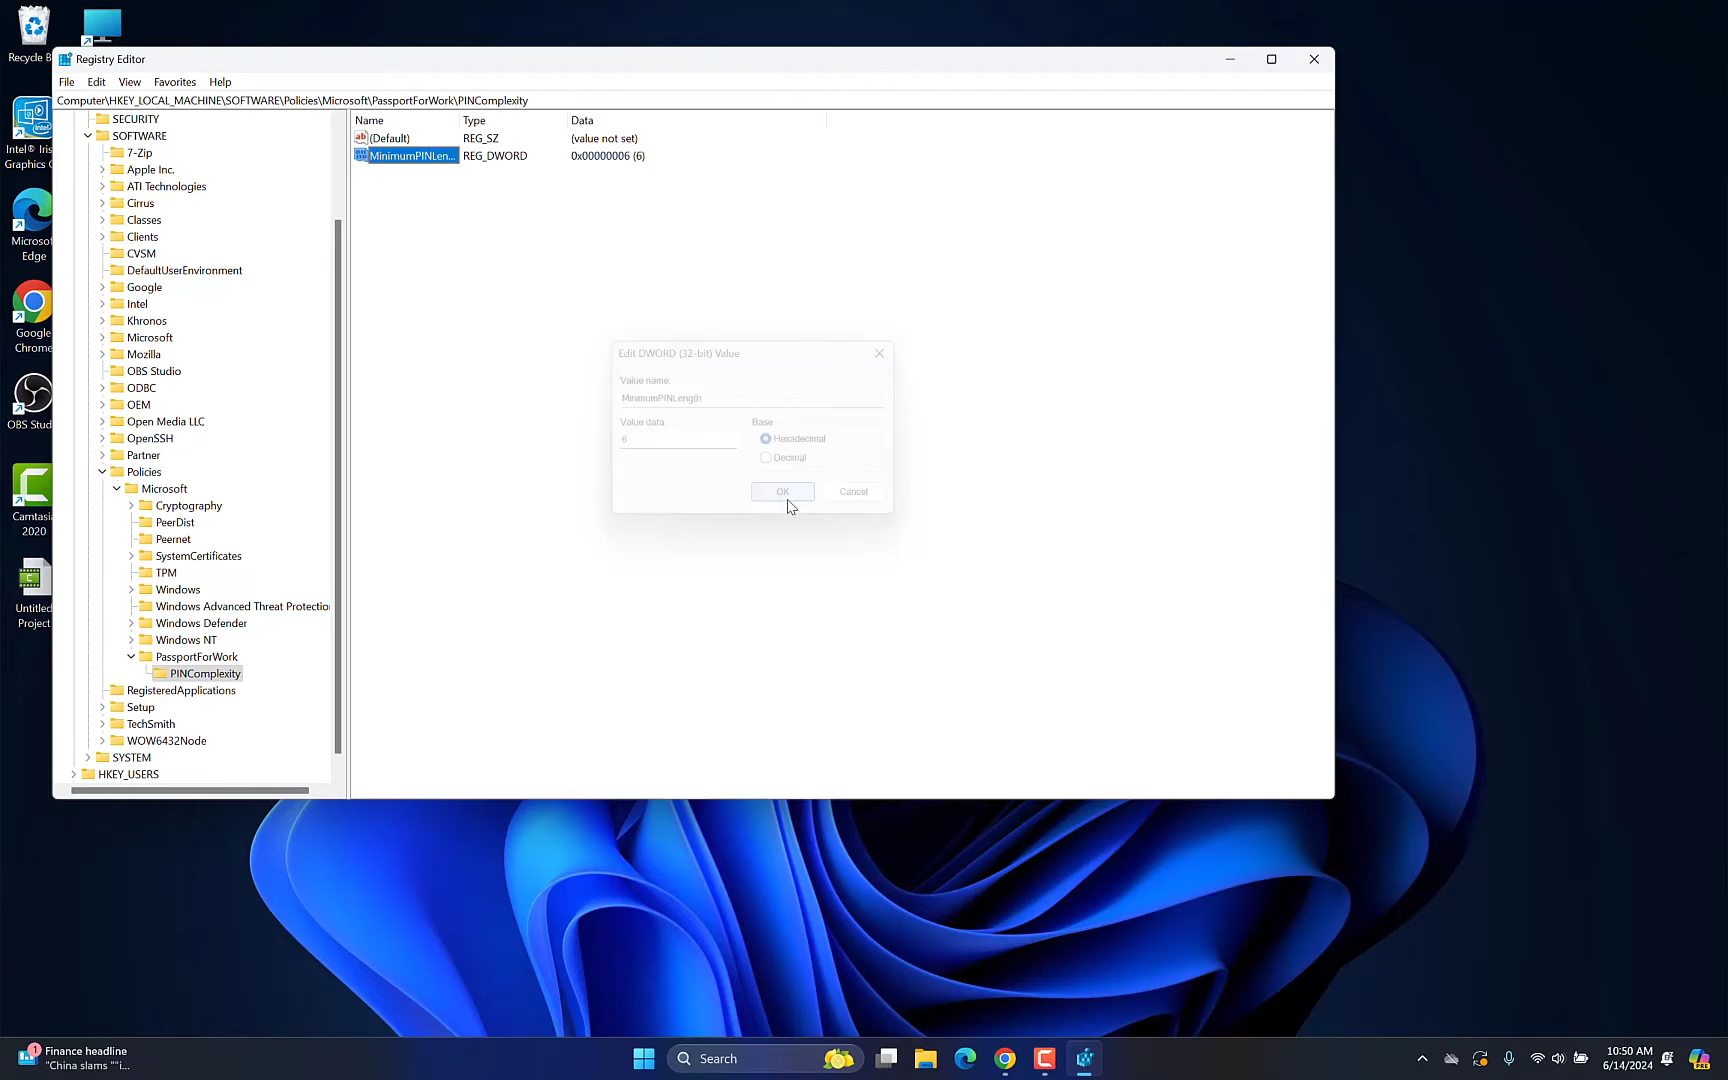 Recycle B
Registry Editor
File Edit View Favorites Help
Computer\HKEY_LOCAL_MACHINE\SOFTWARE\Policies\Microsoft\PassportForWork\PINComplexity
Name Type Data
(Default) REG_SZ (value not set)
MinimumPINLen... REG_DWORD 0x00000006 (6)
SECURITY
SOFTWARE
7-Zip
Apple Inc.
ATI Technologies
Cirrus
Classes
Clients
CVSM
DefaultUserEnvironment
Google
Intel
Khronos
Microsoft
Mozilla
OBS Studio
ODBC
OEM
Open Media LLC
OpenSSH
Partner
Policies
Microsoft
Cryptography
PeerDist
Peernet
SystemCertificates
TPM
Windows
Windows Advanced Threat Protectio
Windows Defender
Windows NT
PassportForWork
PINComplexity
RegisteredApplications
Setup
TechSmith
WOW6432Node
SYSTEM
HKEY_USERS
Edit DWORD (32-bit) Value
Value name:
MinimumPINLength
Value data: Base
6 Hexadecimal
Decimal
OK Cancel
intel
Intel® Iris
Graphics C
Microsof
Edge
Google
Chrome
OBS Stud
Camtasia
2020
Untitled
Project
1
Finance headline
"China slams ""i...
Search
10:50 AM
6/14/2024
PRE